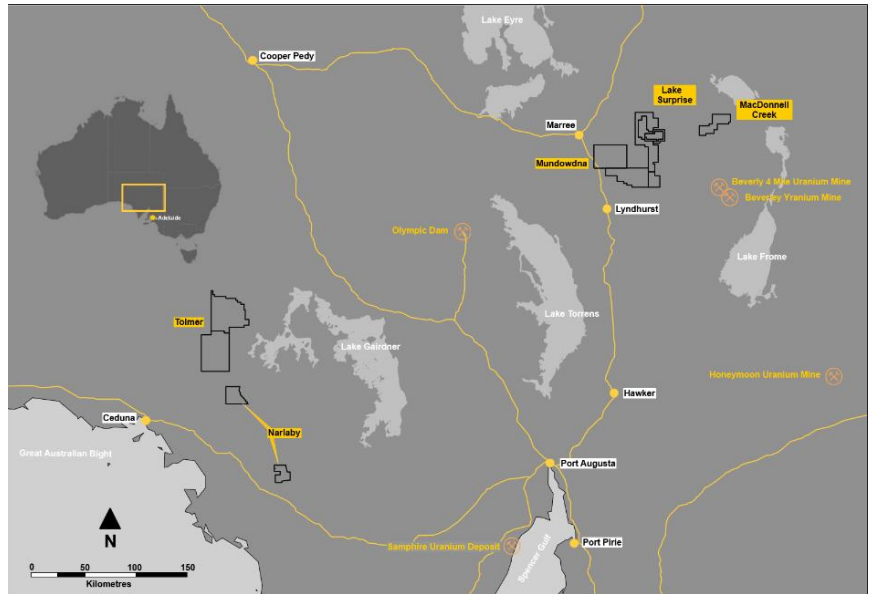 Lake Eyre
Cooper Pedy
Lake
Surprise
MacDonnell
Creek
Marree
Mundowdna
Beverly 4 Mile Uranium Mine
Beverley Yranium Mine
Lyndhurst
Adelaide
Olympic Dam
Lake Frome
Lake Torrens
Tolmer
Lake Gairdner
Honeymoon Uranium Mine
Hawker
Ceduna
Narlaby
Great Australian Bight
Port Augusta
N
Samphire Uranium Deposit
Port Pirie
Spencer Gulf
0 50 100 150
Kilometres